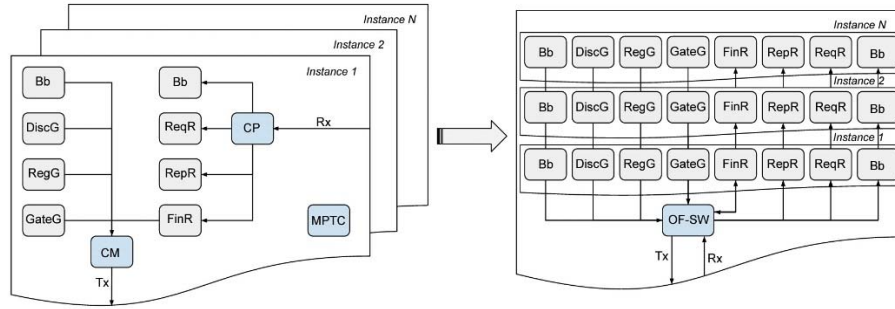 Instance N
Instance 2
Instance 1
Bb
Bb
DiscG
ReqR
CP
Rx
RegG
RepR
GateG
FinR
MPTC
CM
Tx
Instance N
Bb DiscG RegG GateG FinR RepR ReqR Bb
Instance 2
Bb DiscG RegG GateG FinR RepR ReqR Bb
Instance 1
Bb DiscG RegG GateG FinR RepR ReqR Bb
OF-SW
Tx
Rx